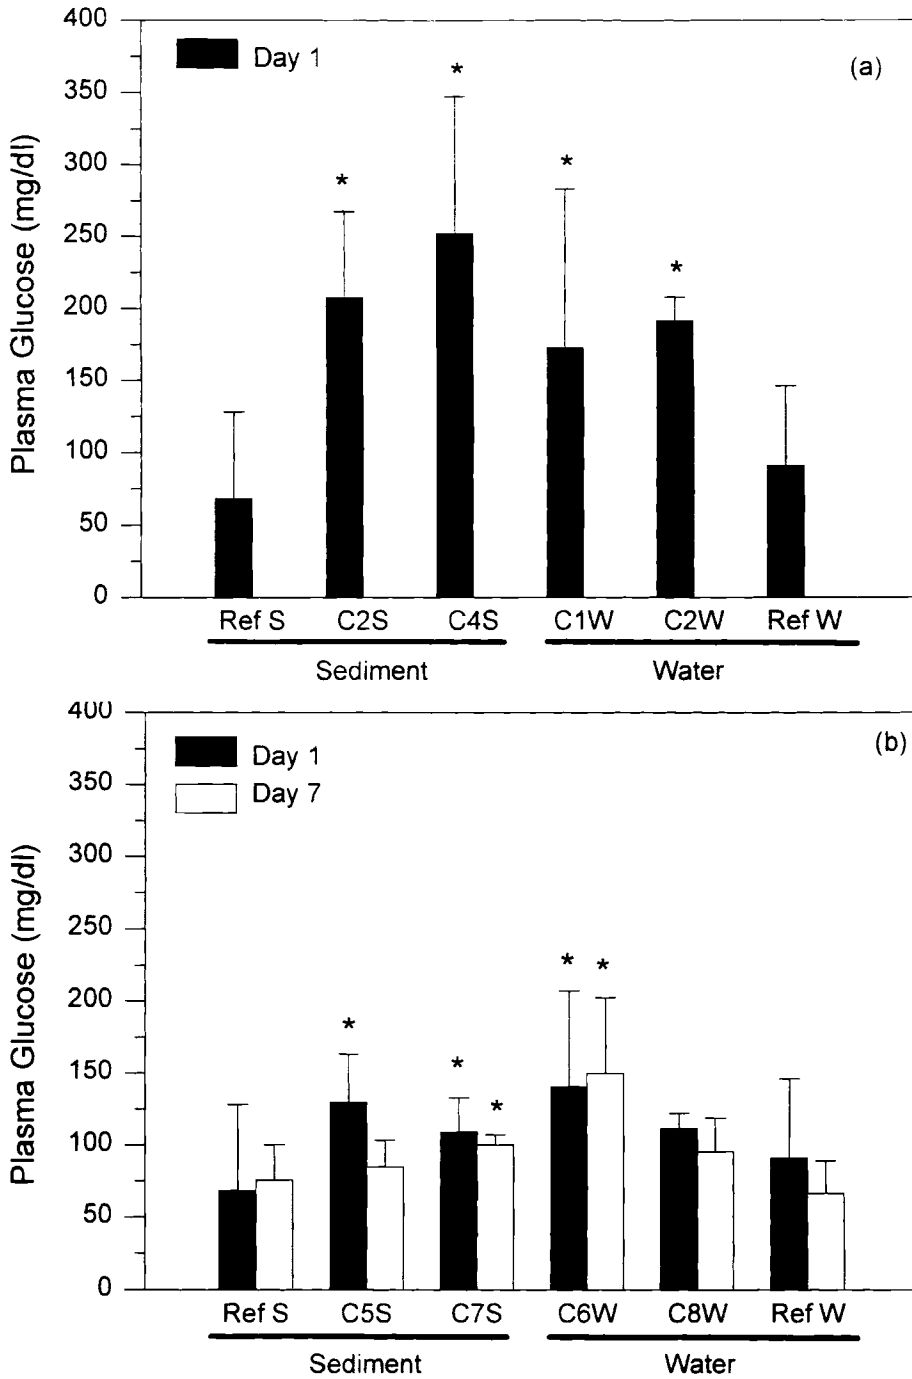 400
350
300
250
200
150
100
50
0
Plasma Glucose (mg/dl)
Day 1
(a)
*
*
*
*
Ref S C2S C4S C1W C2W Ref W
Sediment Water
400
350
300
250
200
150
100
50
0
Plasma Glucose (mg/dl)
Day 1
Day 7
(b)
* * * * *
Ref S C5S C7S C6W C8W Ref W
Sediment Water